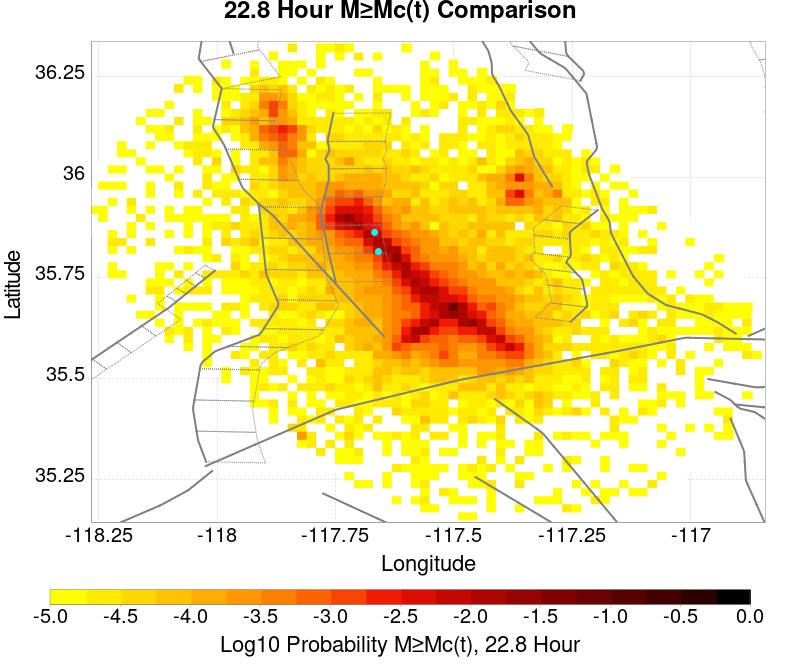 22.8 Hour M≥Mc(t) Comparison
36.25
36
35.75
35.5
35.25
Latitude
-118.25 -118 -117.75 -117.5 -117.25 -117
Longitude
-5.0 -4.5 -4.0 -3.5 -3.0 -2.5 -2.0 -1.5 -1.0 -0.5 0.0
Log10 Probability M≥Mc(t), 22.8 Hour